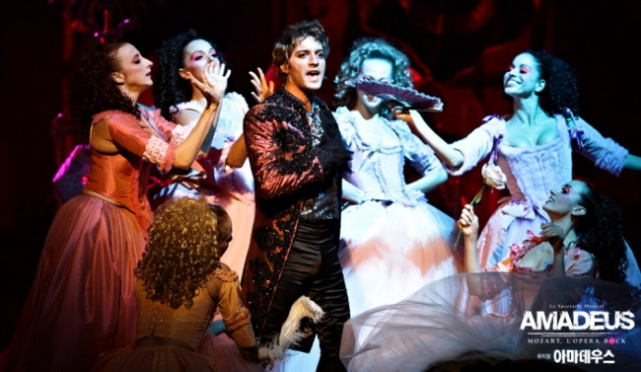 Le Spectacle Musical
AMADEUS
MOZART, L'OPERA ROCK
뮤지컬 아마데우스